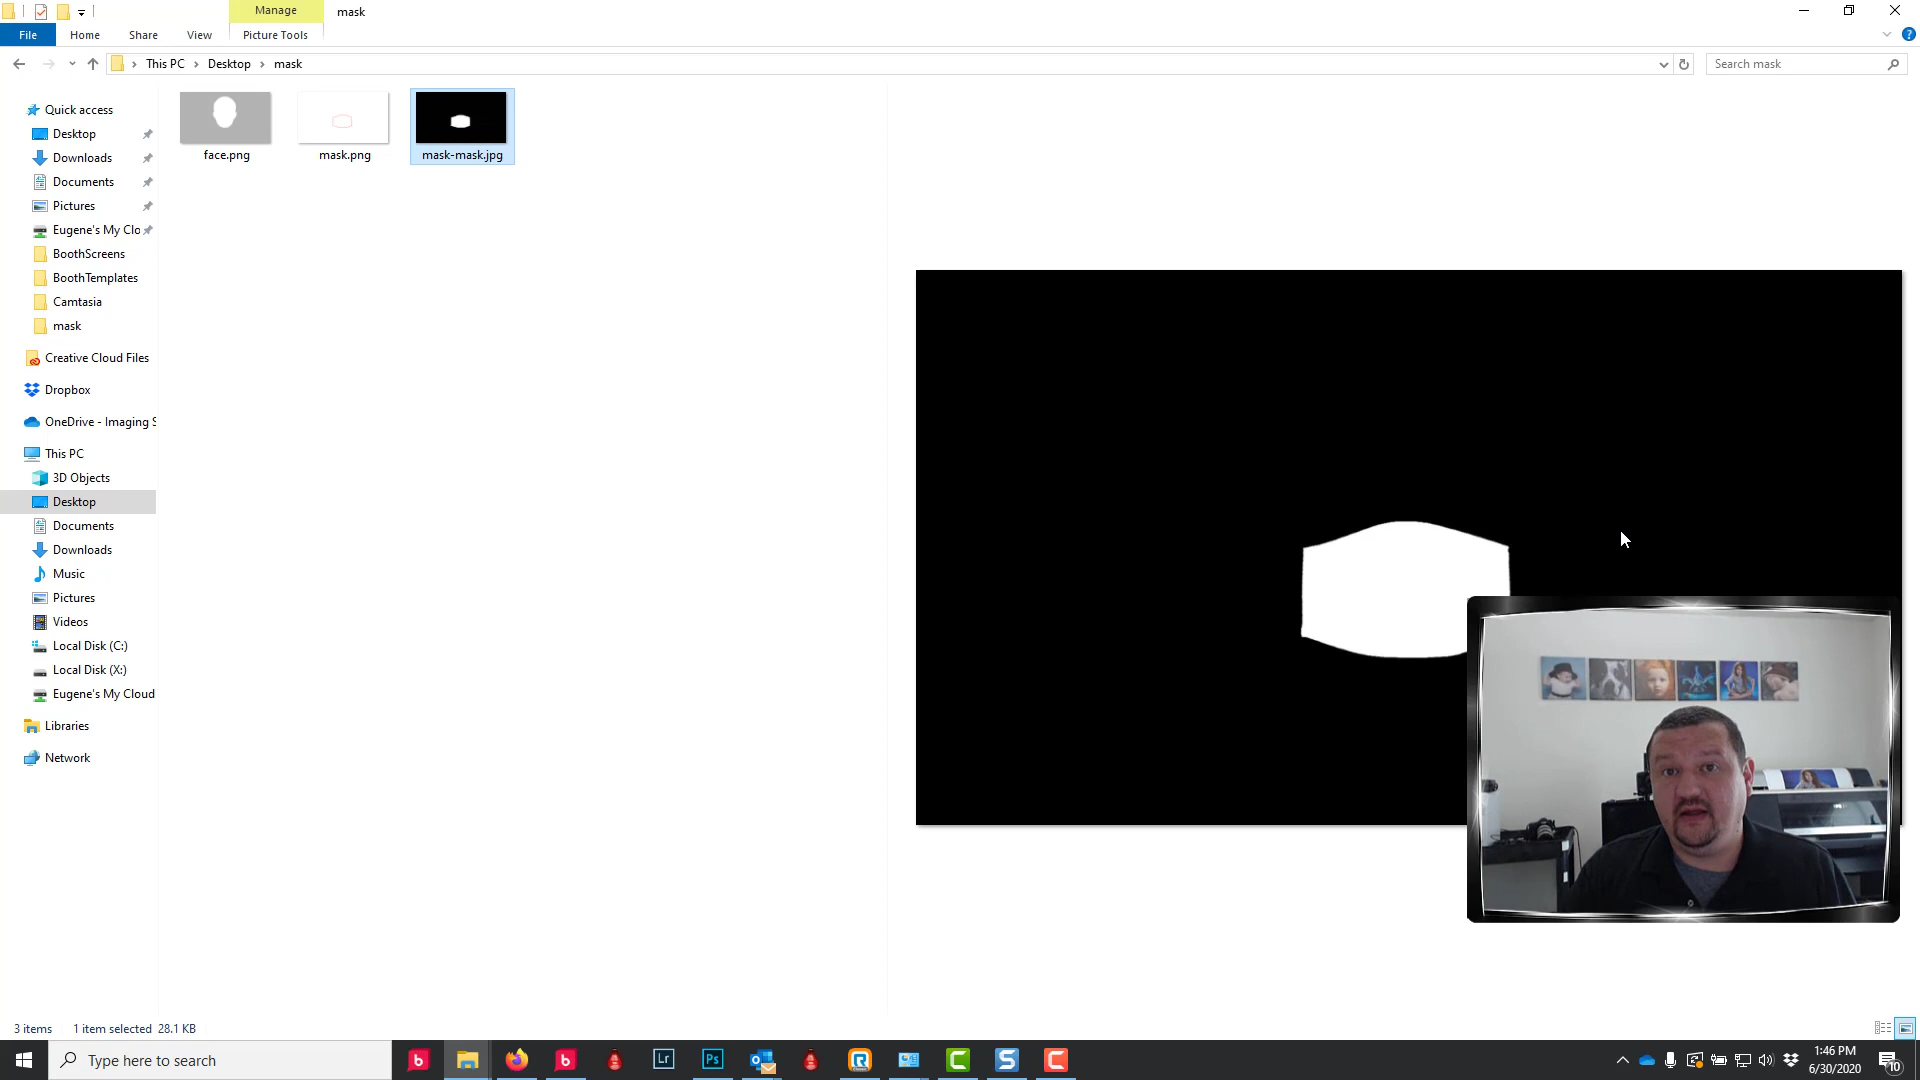 Manage
mask
File
Home
Share
View
Picture Tools
This PC
Desktop
mask
Search mask
Quick access
Desktop
Downloads
Documents
Pictures
Eugene's My Clo
BoothScreens
BoothTemplates
Camtasia
mask
Creative Cloud Files
Dropbox
OneDrive - Imaging S
This PC
3D Objects
Desktop
Documents
Downloads
Music
Pictures
Videos
Local Disk (C:)
Local Disk (X:)
Eugene's My Cloud
Libraries
Network
face.png
mask.png
mask-mask.jpg
3 items
1 item selected 28.1 KB
Type here to search
b
b
Lr
Ps
R
C
S
C
1:46 PM
6/30/2020
10